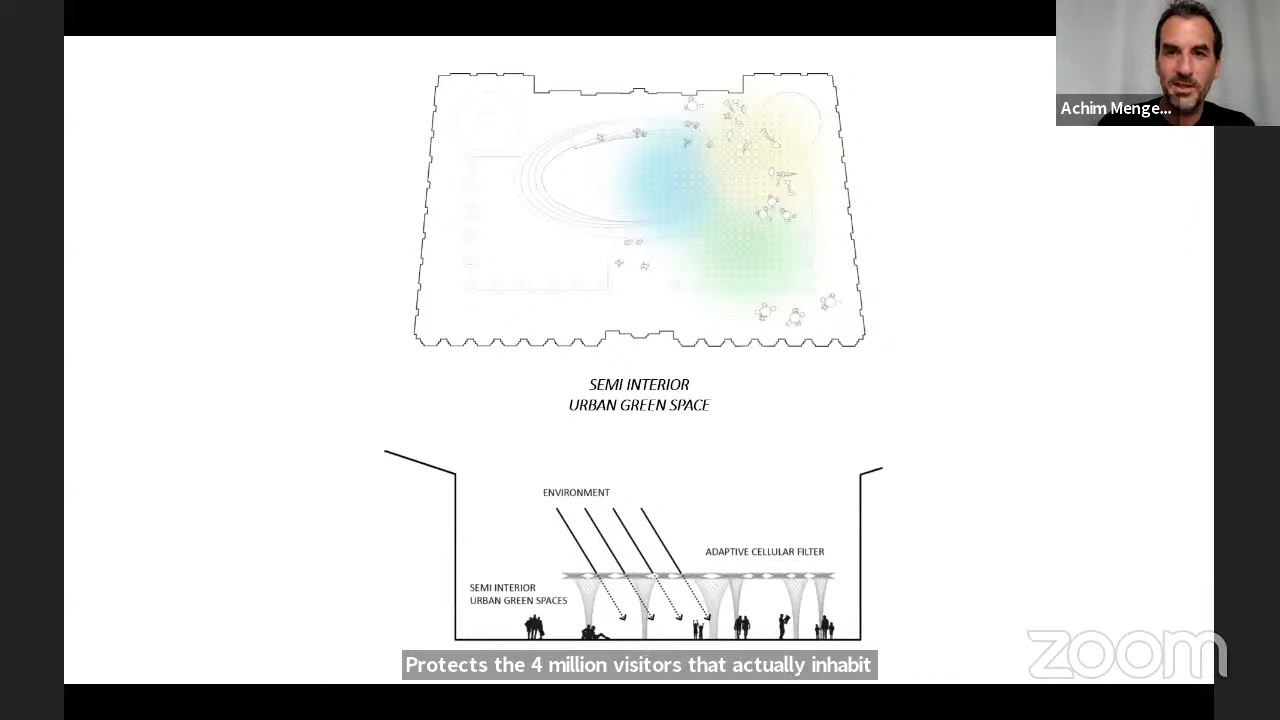 Achim Menge...
SEMI INTERIOR
URBAN GREEN SPACE
ENVIRONMENT
ADAPTIVE CELLULAR FILTER
SEMI INTERIOR
URBAN GREEN SPACES
Protects the 4 million visitors that actually inhabit
zoom